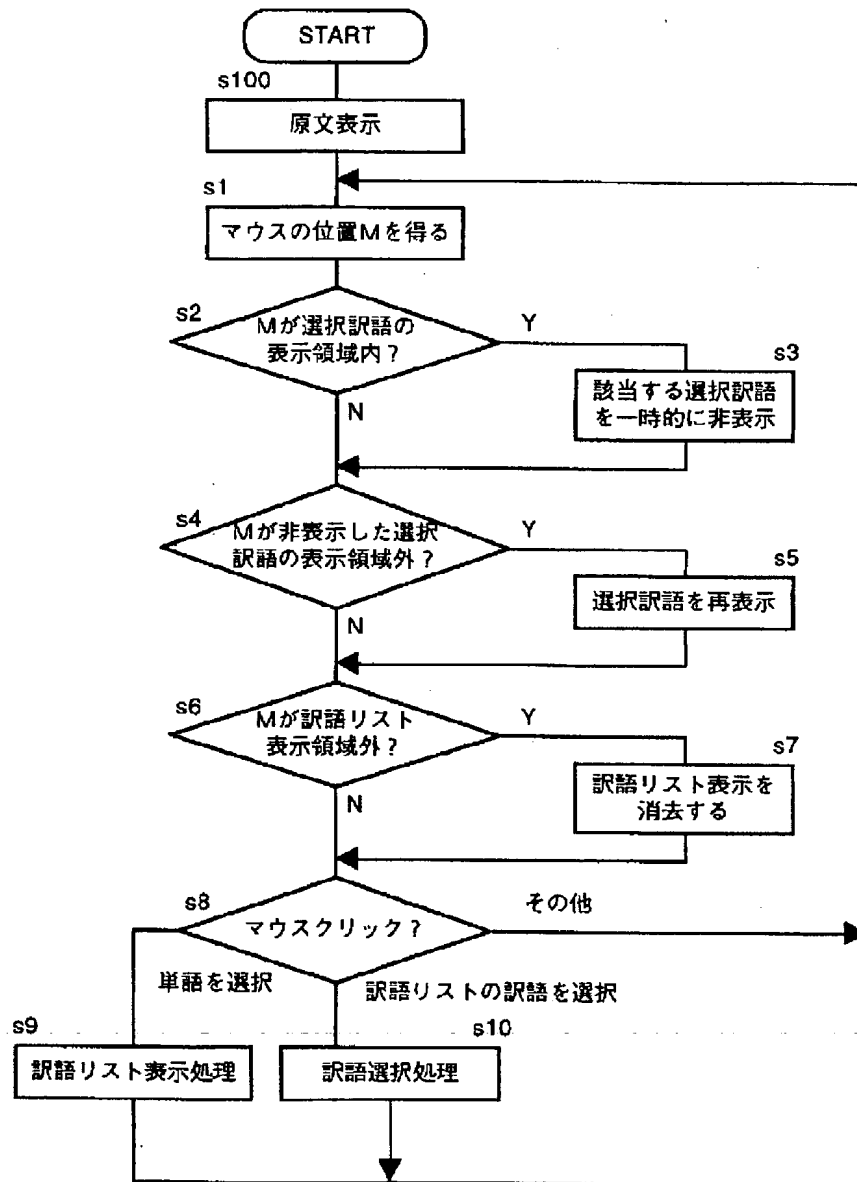 START
s100
原文表示
s1
マウスの位置Mを得る
s2
Mが選択訳語の
表示領域内？
Y
s3
該当する選択訳語
を一時的に非表示
N
s4
Mが非表示した選択
訳語の表示領域外？
Y
s5
選択訳語を再表示
N
s6
Mが訳語リスト
表示領域外？
Y
s7
訳語リスト表示を
消去する
N
s8
マウスクリック？
その他
単語を選択
訳語リストの訳語を選択
s9
訳語リスト表示処理
s10
訳語選択処理